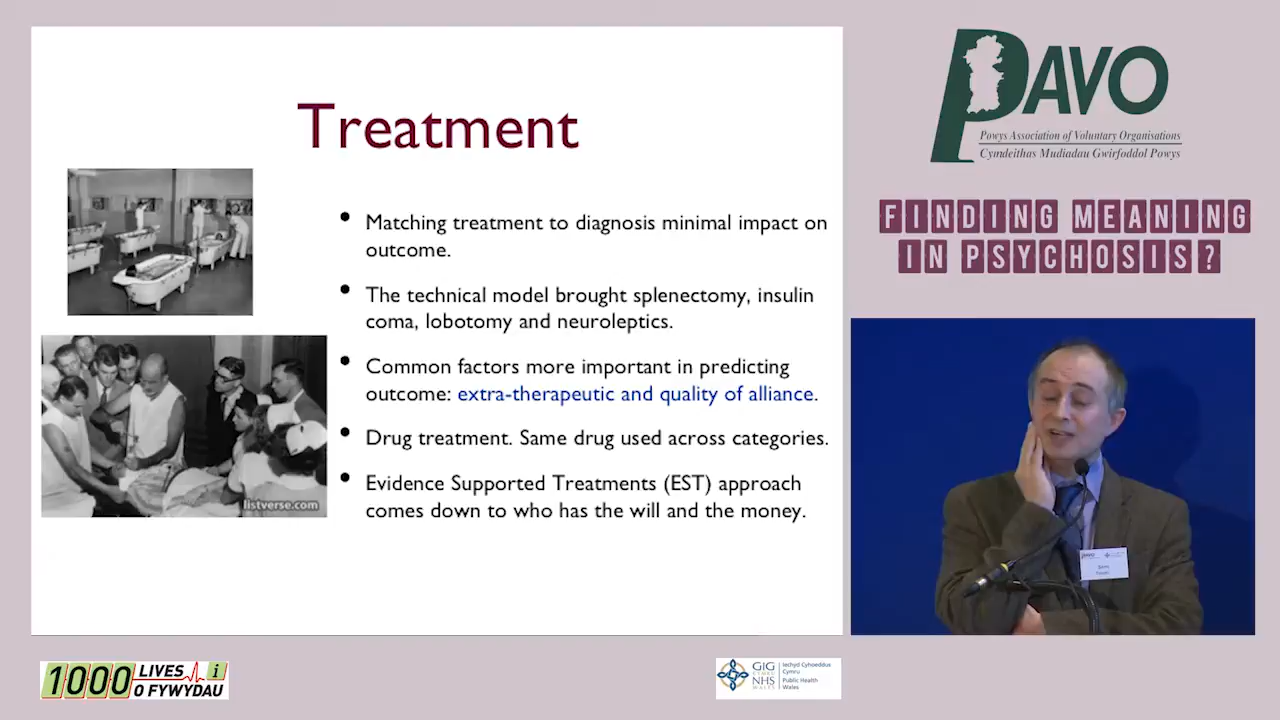 Treatment
• Matching treatment to diagnosis minimal impact on
outcome.
• The technical model brought splenectomy, insulin
coma, lobotomy and neuroleptics.
• Common factors more important in predicting
outcome: extra-therapeutic and quality of alliance.
• Drug treatment. Same drug used across categories.
• Evidence Supported Treatments (EST) approach
comes down to who has the will and the money.
listverse.com
PAVO
Powys Association of Voluntary Organisations
Cymdeithas Mudiadau Gwirfoddol Powys
FINDING MEANING
IN PSYCHOSIS?
1000 LIVES i
O FYWYDAU
GIG
CYMRU
NHS
WALES
Iechyd Cyhoeddus
Cymru
Public Health
Wales